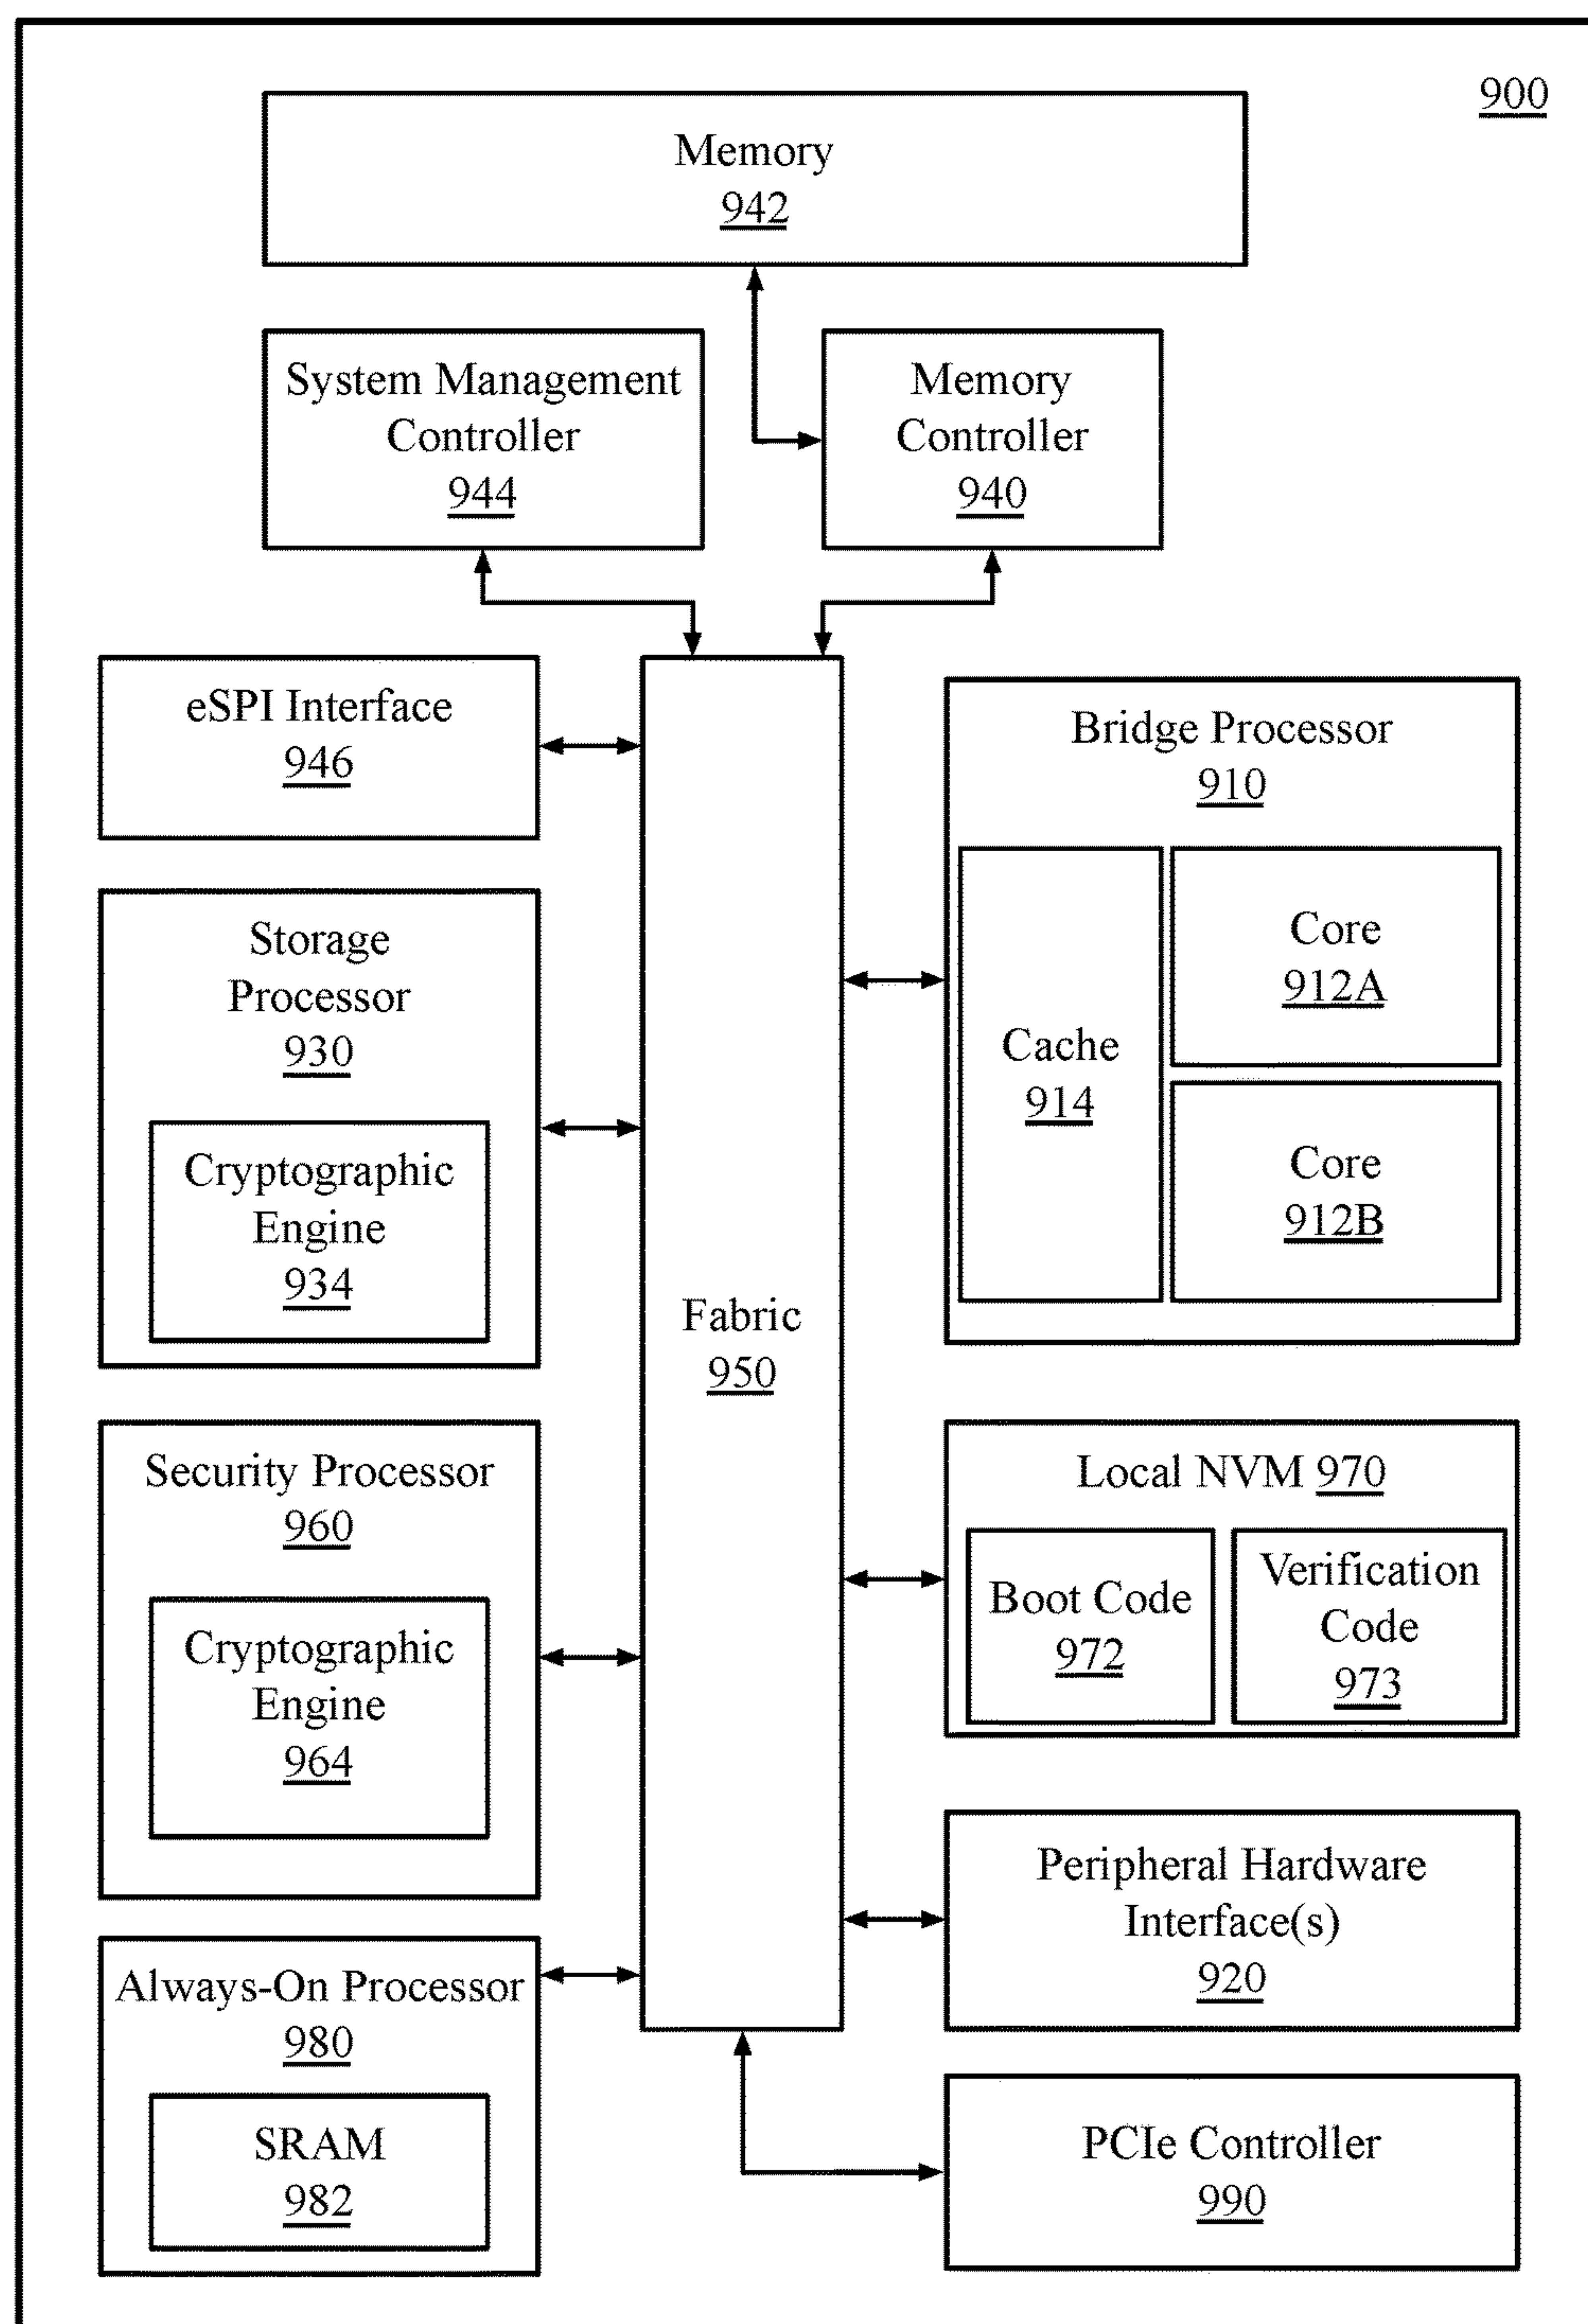 900
Memory
942
System Management
Controller
944
Memory
Controller
940
eSPI Interface
946
Storage
Processor
930
Cryptographic
Engine
934
Security Processor
960
Cryptographic
Engine
964
Always-On Processor
980
SRAM
982
Fabric
950
Bridge Processor
910
Cache
914
Core
912A
Core
912B
Local NVM 970
Boot Code
972
Verification
Code
973
Peripheral Hardware
Interface(s)
920
PCIe Controller
990